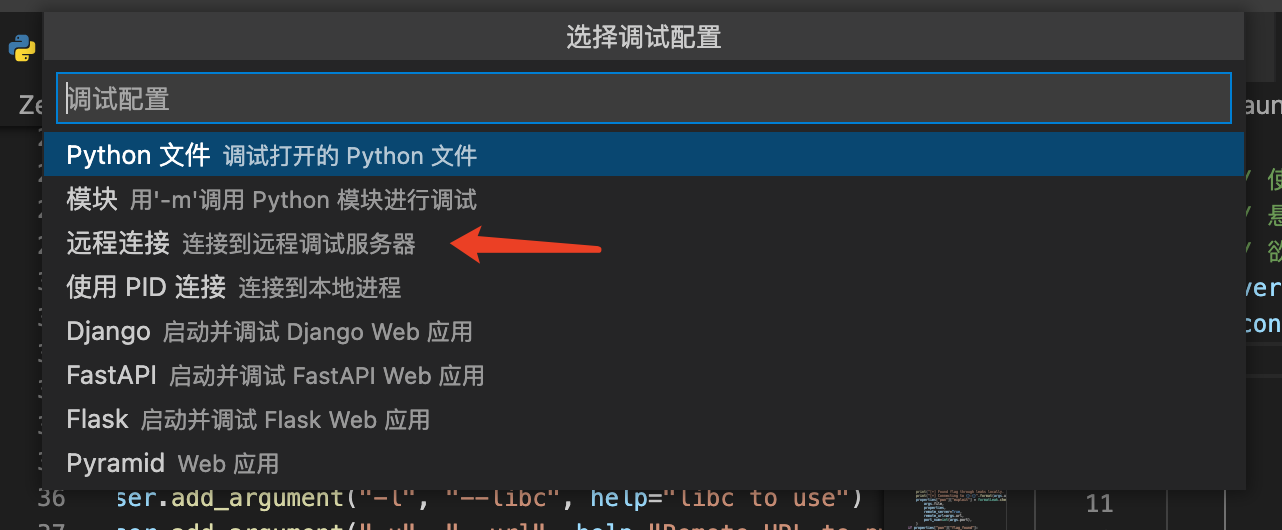 选择调试配置
调试配置
Python 文件 调试打开的 Python 文件
模块 用'-m'调用 Python 模块进行调试
远程连接 连接到远程调试服务器
使用 PID 连接 连接到本地进程
Django 启动并调试 Django Web 应用
FastAPI 启动并调试 FastAPI Web 应用
Flask 启动并调试 Flask Web 应用
Pyramid Web 应用
Ze
aun
/ 使
/ 悬
/ 欲
ver
con
36 ser.add_argument("-l", "--libc", help="libc to use")
11